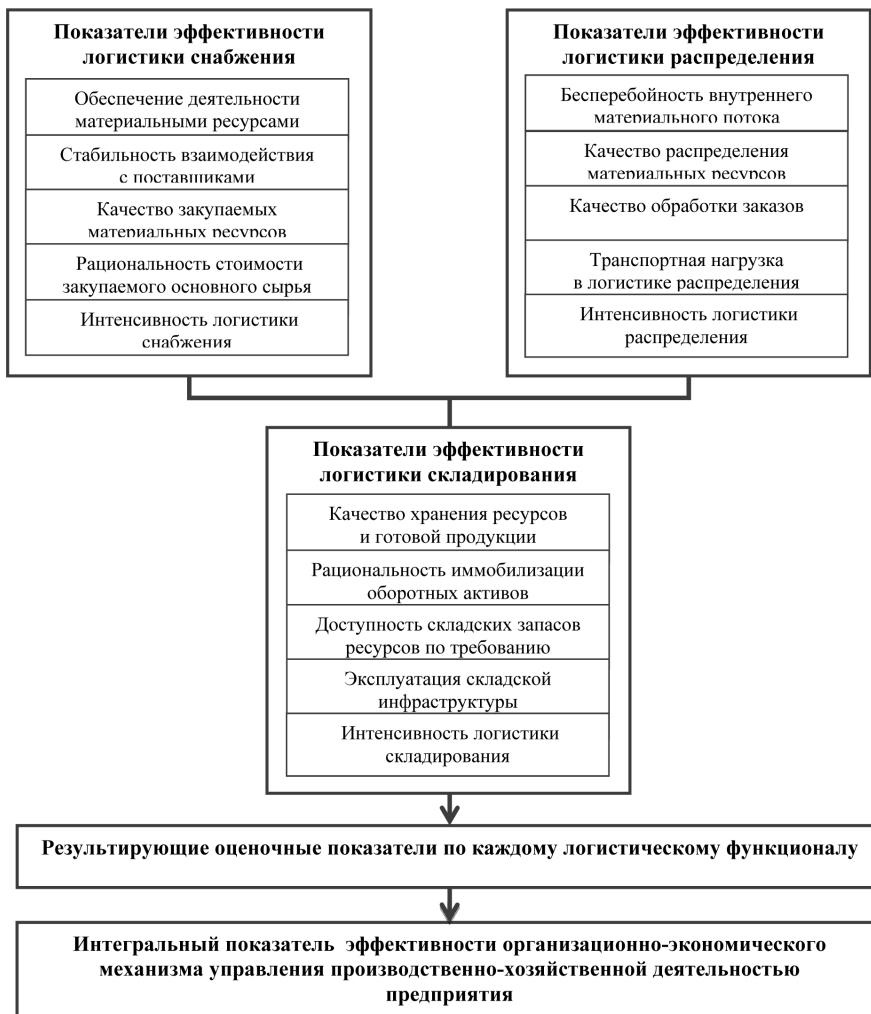 Показатели эффективности
логистики снабжения
Обеспечение деятельности
материальными ресурсами
Стабильность взаимодействия
с поставщиками
Качество закупаемых
материальных ресурсов
Рациональность стоимости
закупаемого основного сырья
Интенсивность логистики
снабжения
Показатели эффективности
логистики распределения
Бесперебойность внутреннего
материального потока
Качество распределения
материальных ресурсов
Качество обработки заказов
Транспортная нагрузка
в логистике распределения
Интенсивность логистики
распределения
Показатели эффективности
логистики складирования
Качество хранения ресурсов
и готовой продукции
Рациональность иммобилизации
оборотных активов
Доступность складских запасов
ресурсов по требованию
Эксплуатация складской
инфраструктуры
Интенсивность логистики
складирования
Результирующие оценочные показатели по каждому логистическому функционалу
Интегральный показатель эффективности организационно-экономического
механизма управления производственно-хозяйственной деятельностью
предприятия